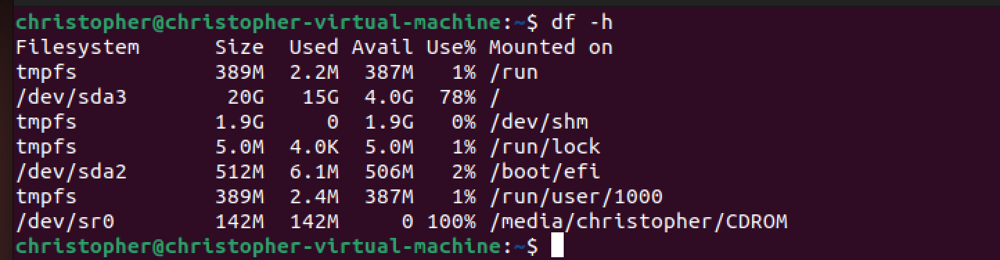 christopher@christopher-virtual-machine:~$ df -h
Filesystem      Size  Used Avail Use% Mounted on
tmpfs           389M  2.2M  387M   1% /run
/dev/sda3        20G   15G  4.0G  78% /
tmpfs           1.9G     0  1.9G   0% /dev/shm
tmpfs           5.0M  4.0K  5.0M   1% /run/lock
/dev/sda2       512M  6.1M  506M   2% /boot/efi
tmpfs           389M  2.4M  387M   1% /run/user/1000
/dev/sr0        142M  142M     0 100% /media/christopher/CDROM
christopher@christopher-virtual-machine:~$